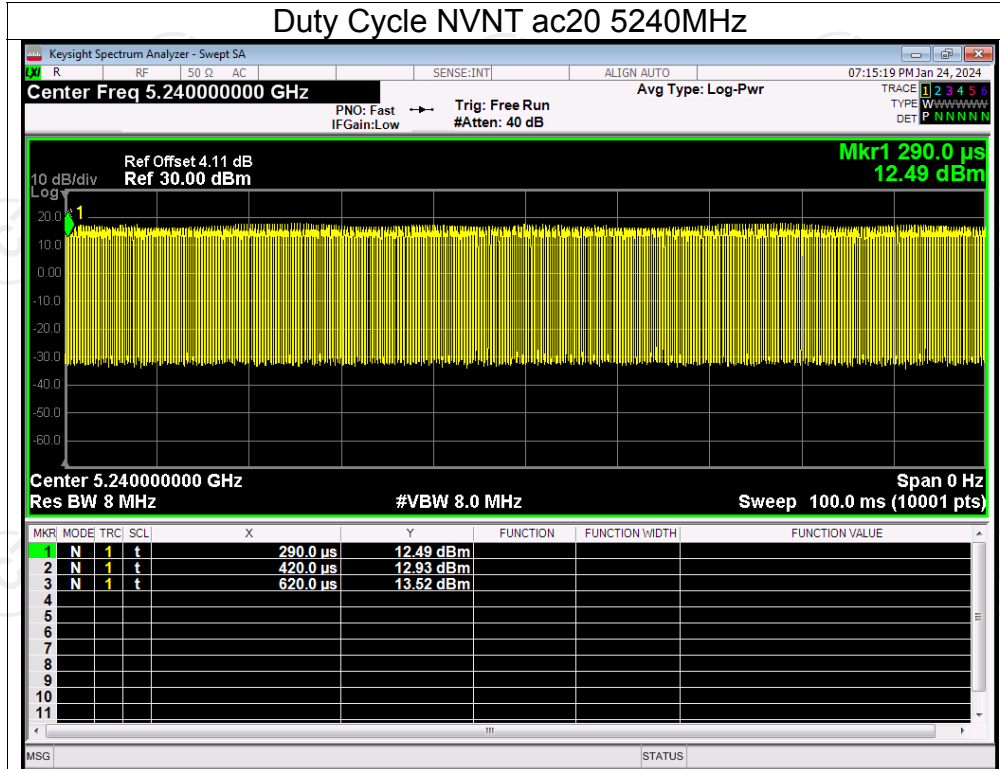 Duty Cycle NVNT ac20 5240MHz
Keysight Spectrum Analyzer - Swept SA
LXI R RF 50 Ω AC SENSE:INT ALIGN AUTO 07:15:19 PM Jan 24, 2024
Center Freq 5.240000000 GHz Avg Type: Log-Pwr TRACE 1 2 3 4 5 6
PNO: Fast Trig: Free Run TYPE WWWWWW
IFGain:Low #Atten: 40 dB DET P N N N N N
Mkr1 290.0 µs
Ref Offset 4.11 dB
10 dB/div Ref 30.00 dBm 12.49 dBm
Log
20.0
1
10.0
0.00
-10.0
-20.0
-30.0
-40.0
-50.0
-60.0
Center 5.240000000 GHz Span 0 Hz
Res BW 8 MHz #VBW 8.0 MHz Sweep 100.0 ms (10001 pts)
MKR MODE TRC SCL X Y FUNCTION FUNCTION WIDTH FUNCTION VALUE
1 N 1 t 290.0 µs 12.49 dBm
2 N 1 t 420.0 µs 12.93 dBm
3 N 1 t 620.0 µs 13.52 dBm
4
5
6
7
8
9
10
11
MSG STATUS